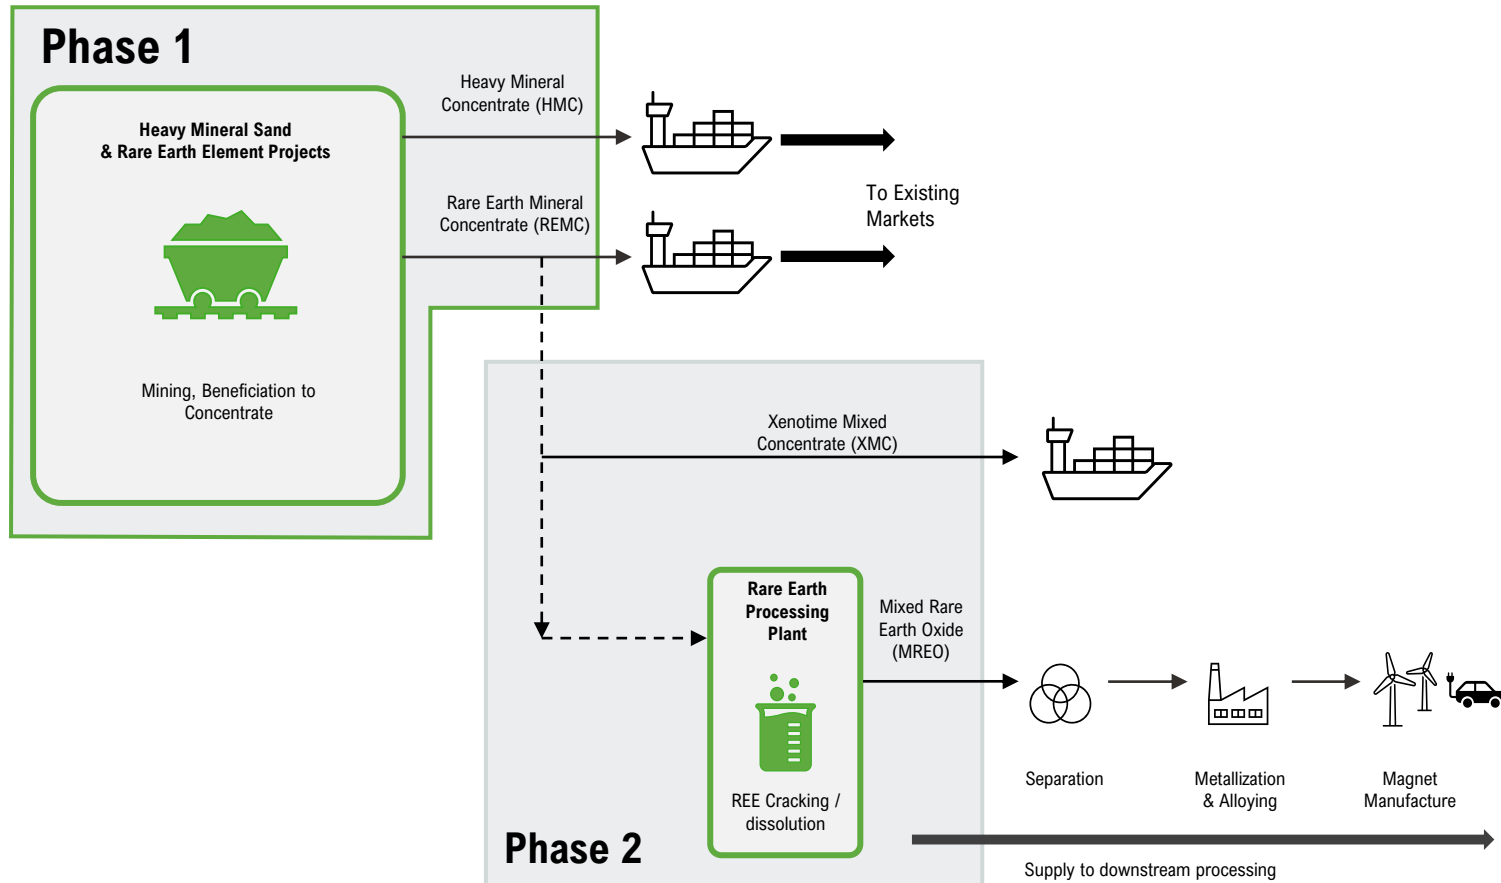 Phase 1
Heavy Mineral Sand
& Rare Earth Element Projects
Mining, Beneficiation to
Concentrate
Heavy Mineral
Concentrate (HMC)
Rare Earth Mineral
Concentrate (REMC)
To Existing
Markets
Xenotime Mixed
Concentrate (XMC)
Rare Earth
Processing
Plant
REE Cracking /
dissolution
Mixed Rare
Earth Oxide
(MREO)
Separation
Metallization
& Alloying
Magnet
Manufacture
Phase 2
Supply to downstream processing